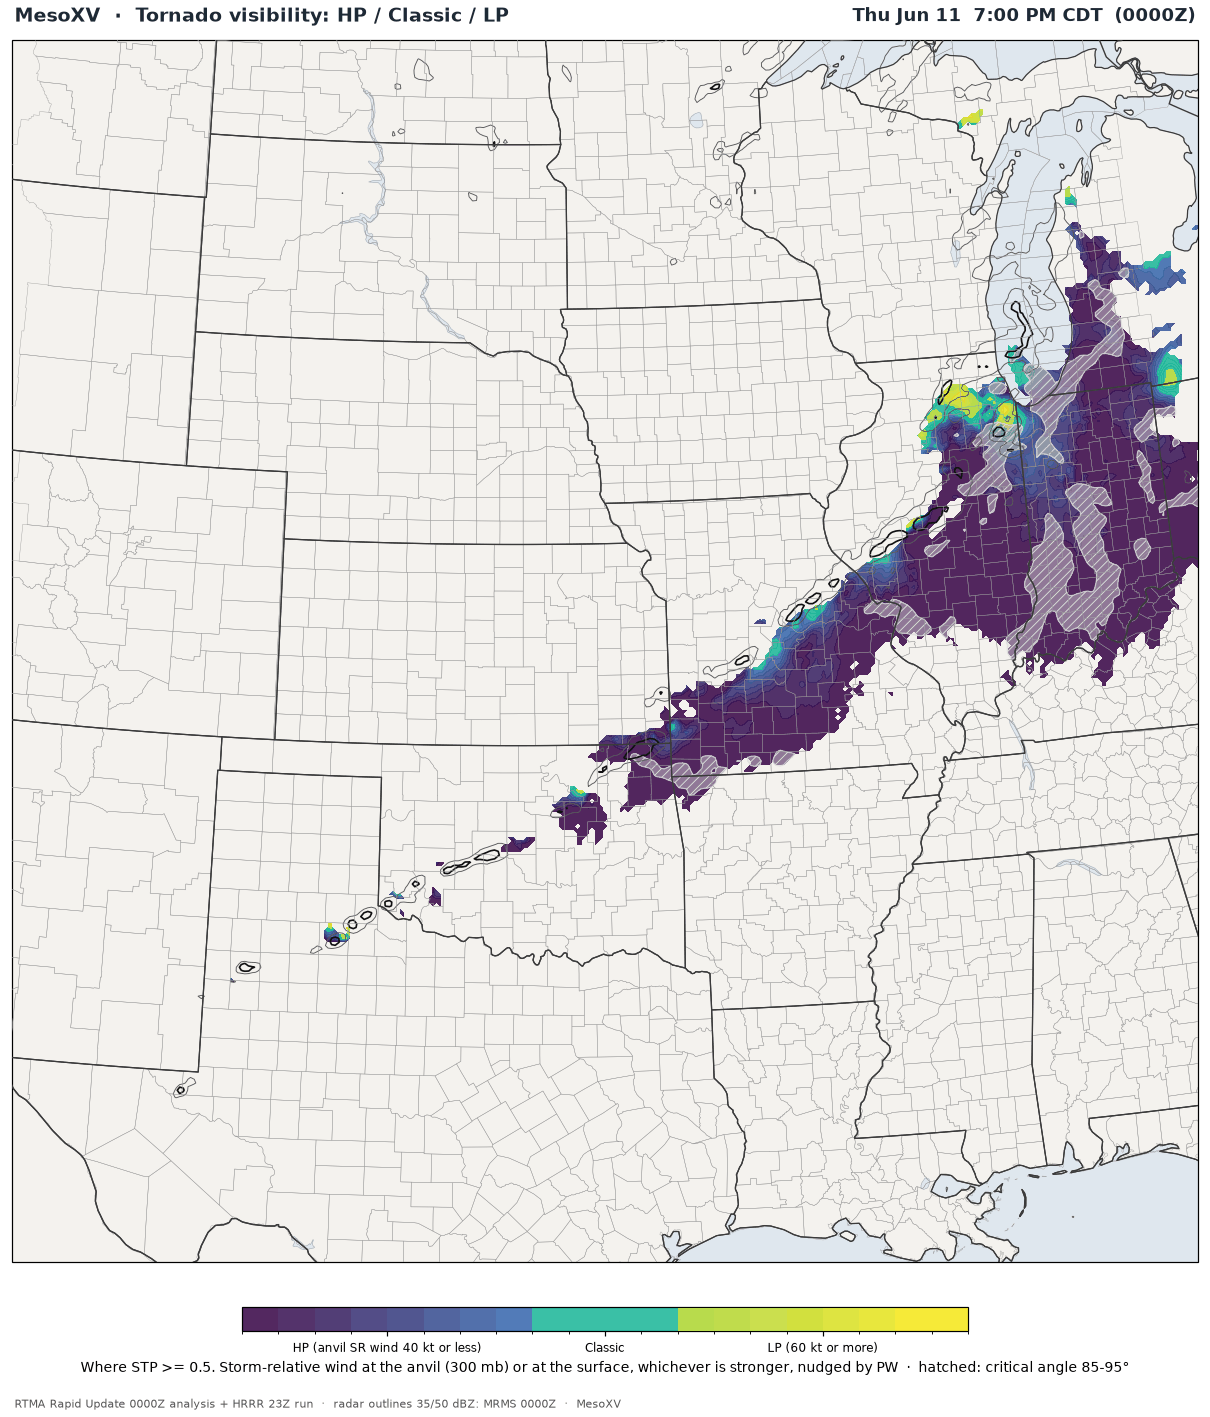 MesoXV · Tornado visibility: HP / Classic / LP
Thu Jun 11 7:00 PM CDT (0000Z)
HP (anvil SR wind 40 kt or less)
Classic
LP (60 kt or more)
Where STP >= 0.5. Storm-relative wind at the anvil (300 mb) or at the surface, whichever is stronger, nudged by PW · hatched: critical angle 85-95°
RTMA Rapid Update 0000Z analysis + HRRR 23Z run · radar outlines 35/50 dBZ: MRMS 0000Z · MesoXV